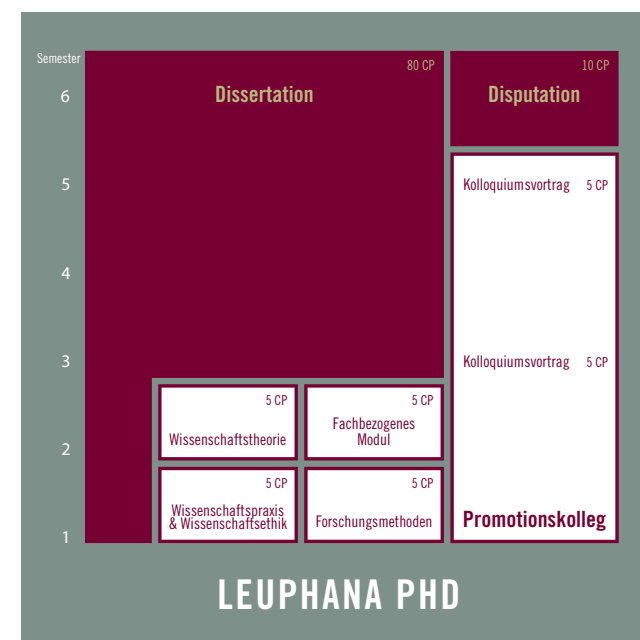 Semester
80 CP
10 CP
6
Dissertation
Disputation
5
Kolloquiumsvortrag 5 CP
4
3
Kolloquiumsvortrag 5 CP
5 CP
5 CP
Fachbezogenes
Modul
Wissenschaftstheorie
2
5 CP
5 CP
Wissenschaftspraxis
& Wissenschaftsethik
Forschungsmethoden
Promotionskolleg
1
LEUPHANA PHD